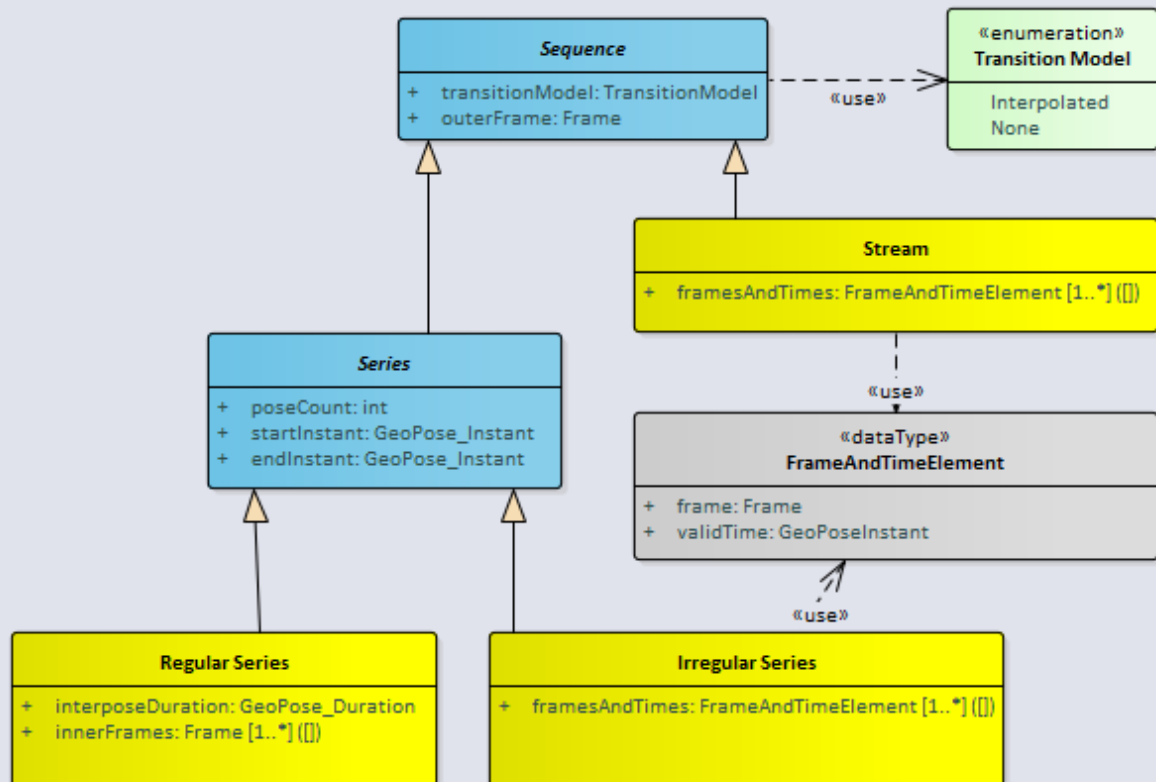 Sequence
+ transitionModel: TransitionModel
+ outerFrame: Frame
«use»
«enumeration»
Transition Model
Interpolated
None
Stream
+ framesAndTimes: FrameAndTimeElement [1..*] ([])
«use»
Series
+ poseCount: int
+ startInstant: GeoPose_Instant
+ endInstant: GeoPose_Instant
«dataType»
FrameAndTimeElement
+ frame: Frame
+ validTime: GeoPoseInstant
«use»
Regular Series
+ interposeDuration: GeoPose_Duration
+ innerFrames: Frame [1..*] ([])
Irregular Series
+ framesAndTimes: FrameAndTimeElement [1..*] ([])